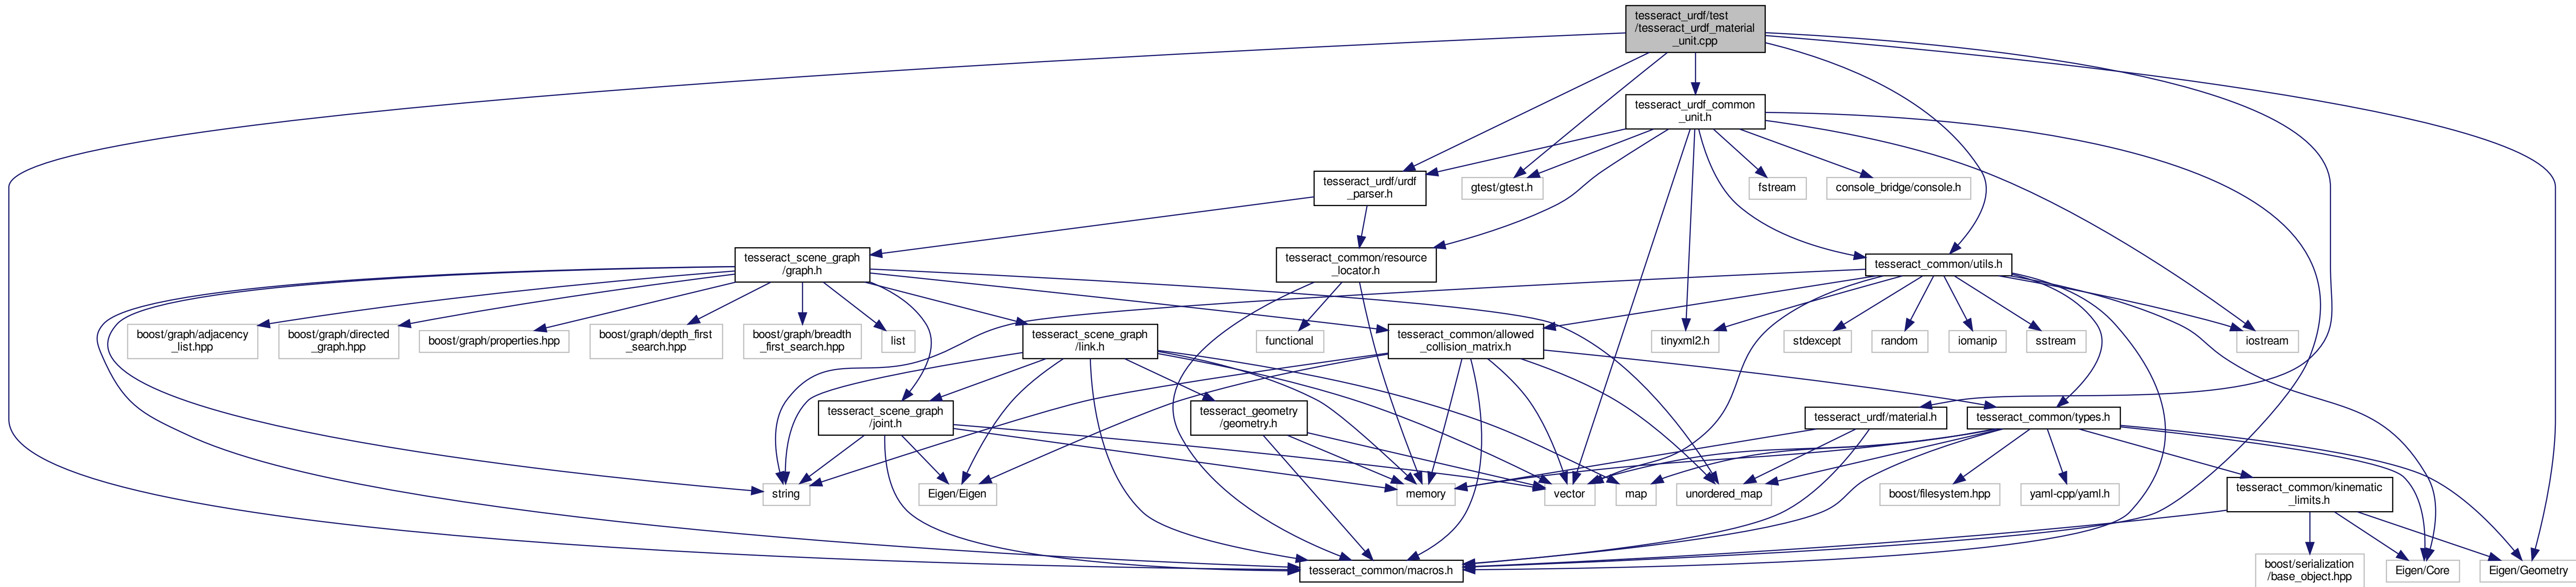 tesseract_urdf/test
/tesseract_urdf_material
_unit.cpp
tesseract_urdf_common
_unit.h
tesseract_urdf/urdf
_parser.h
gtest/gtest.h
fstream
console_bridge/console.h
tesseract_scene_graph
/graph.h
tesseract_common/resource
_locator.h
tesseract_common/utils.h
boost/graph/adjacency
_list.hpp
boost/graph/directed
_graph.hpp
boost/graph/properties.hpp
boost/graph/depth_first
_search.hpp
boost/graph/breadth
_first_search.hpp
list
tesseract_scene_graph
/link.h
functional
tesseract_common/allowed
_collision_matrix.h
tinyxml2.h
stdexcept
random
iomanip
sstream
iostream
tesseract_scene_graph
/joint.h
tesseract_geometry
/geometry.h
tesseract_urdf/material.h
tesseract_common/types.h
string
Eigen/Eigen
memory
vector
map
unordered_map
boost/filesystem.hpp
yaml-cpp/yaml.h
tesseract_common/kinematic
_limits.h
tesseract_common/macros.h
boost/serialization
/base_object.hpp
Eigen/Core
Eigen/Geometry